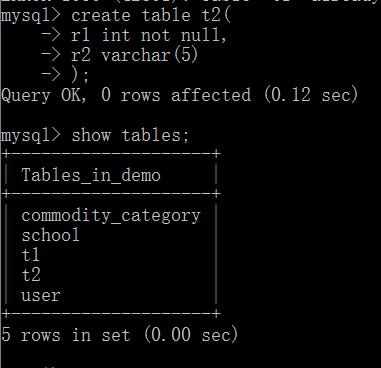 mysql> create table t2(
    -> r1 int not null,
    -> r2 varchar(5)
    -> );
Query OK, 0 rows affected (0.12 sec)
mysql> show tables;
+--------------------+
| Tables_in_demo     |
+--------------------+
| commodity_category |
| school             |
| t1                 |
| t2                 |
| user               |
+--------------------+
5 rows in set (0.00 sec)